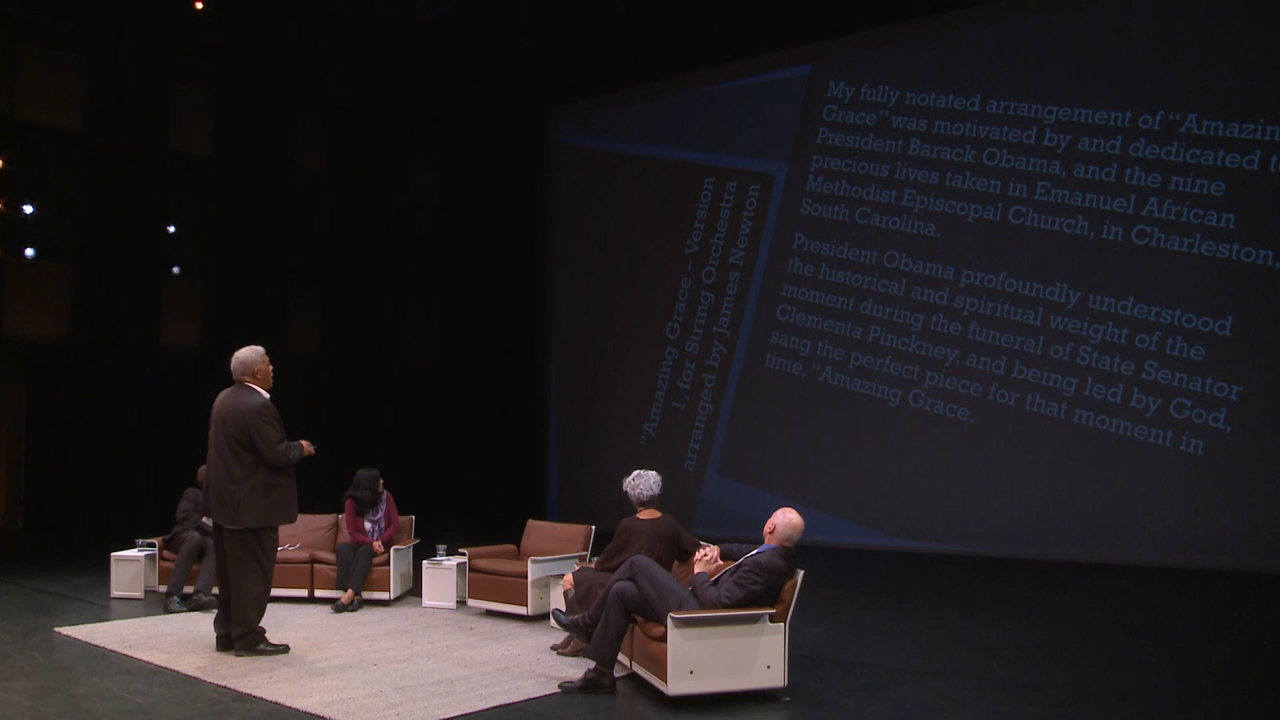 "Amazing Grace – Version
1, for String Orchestra
arranged by James Newton
My fully notated arrangement of "Amazin
Grace" was motivated by and dedicated t
President Barack Obama, and the nine
precious lives taken in Emanuel African
Methodist Episcopal Church, in Charleston,
South Carolina.
President Obama profoundly understood
the historical and spiritual weight of the
moment during the funeral of State Senator
Clementa Pinckney, and being led by God,
sang the perfect piece for that moment in
time, "Amazing Grace.